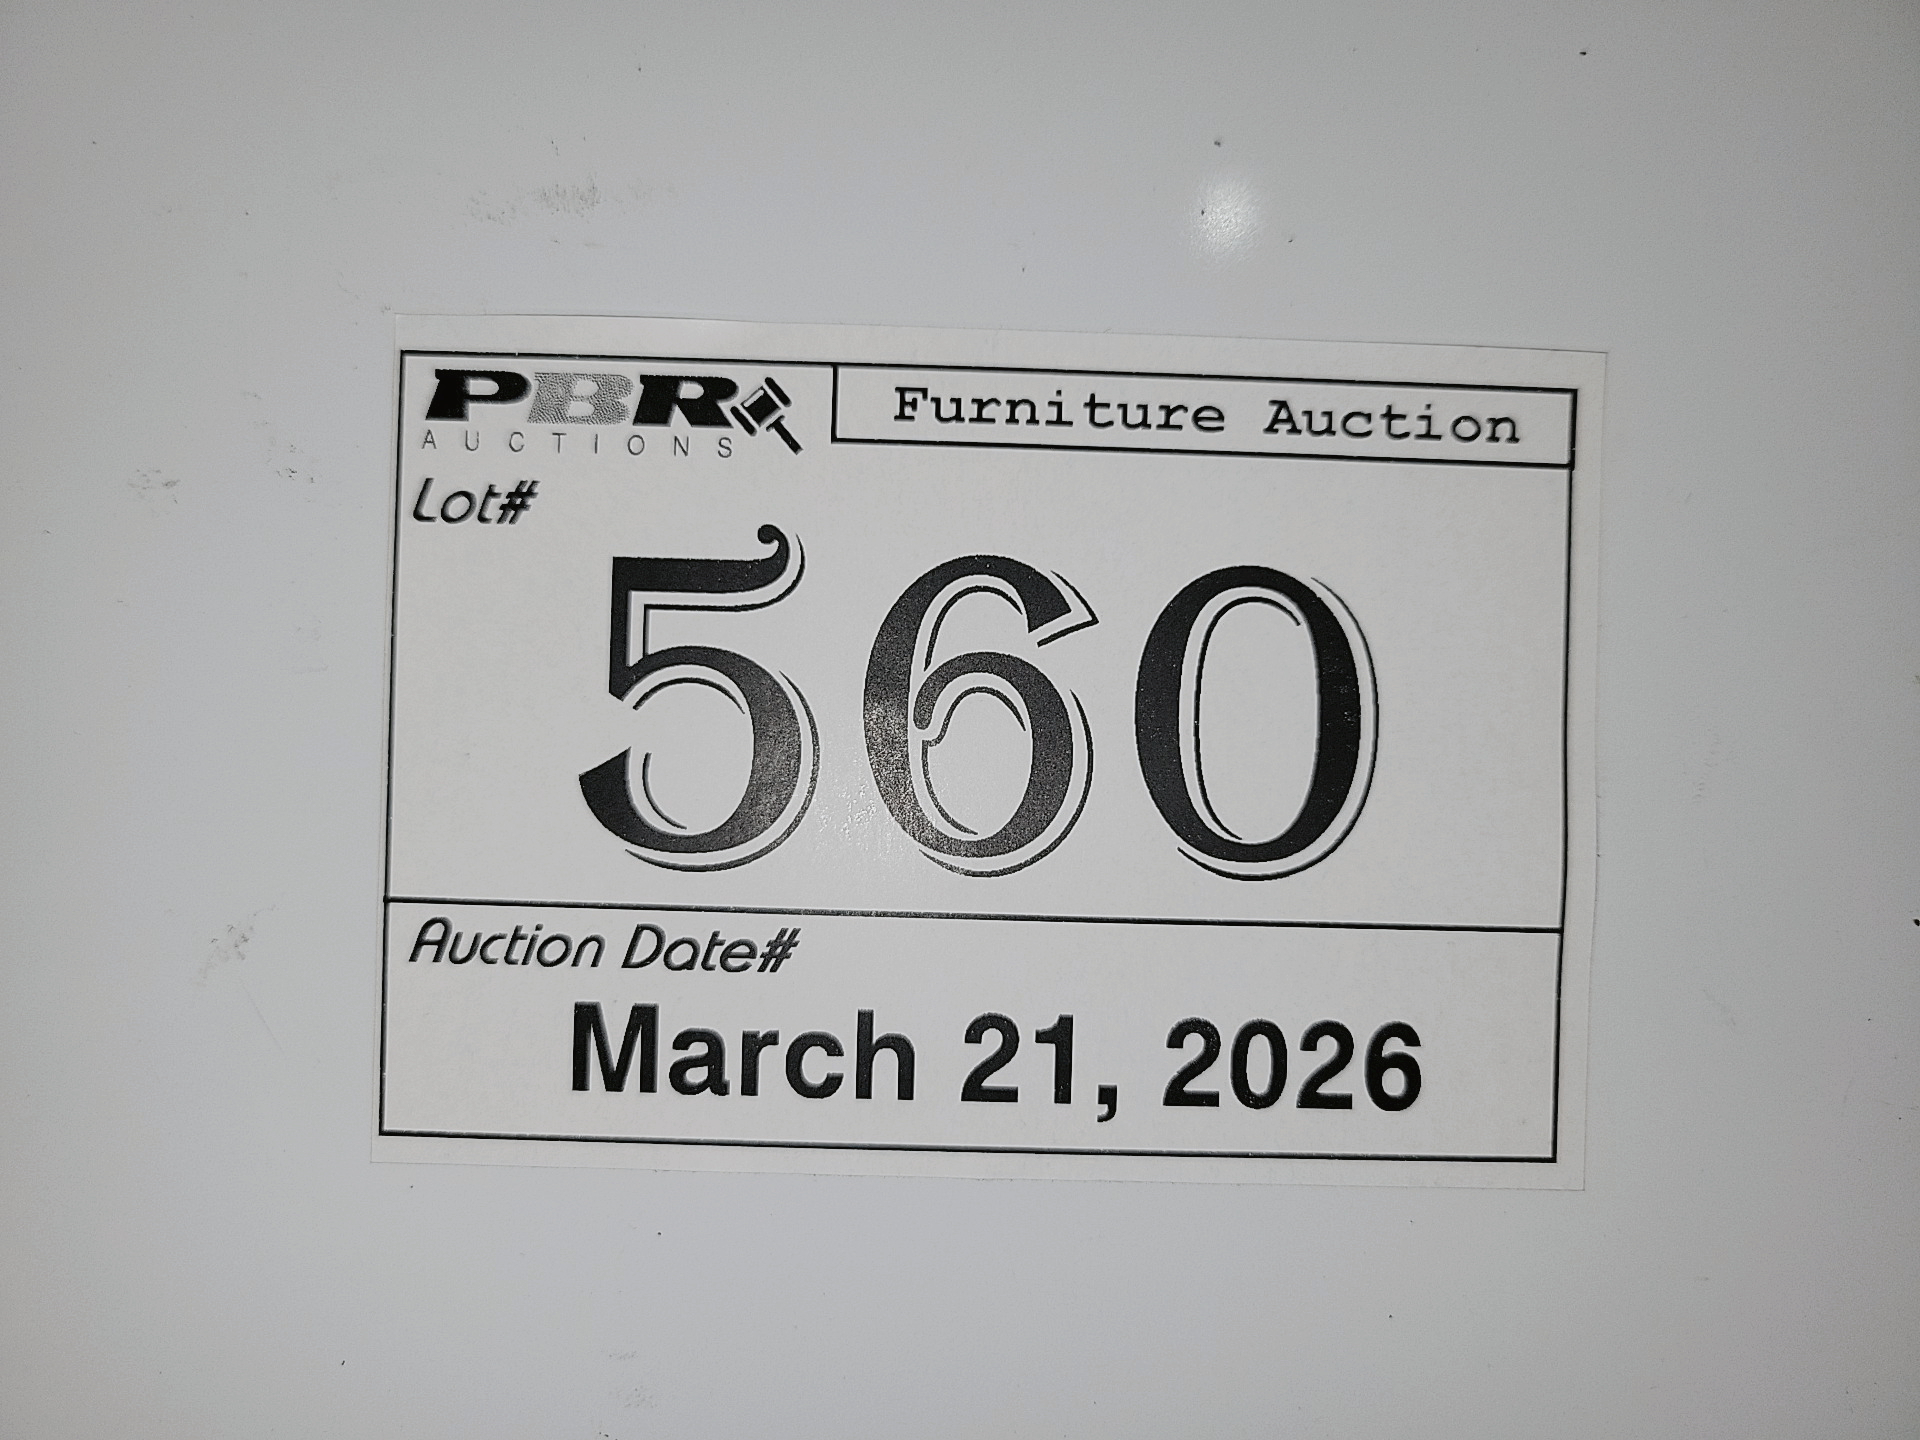 PBR
AUCTIONS
Furniture Auction
Lot#
560
Auction Date#
March 21, 2026